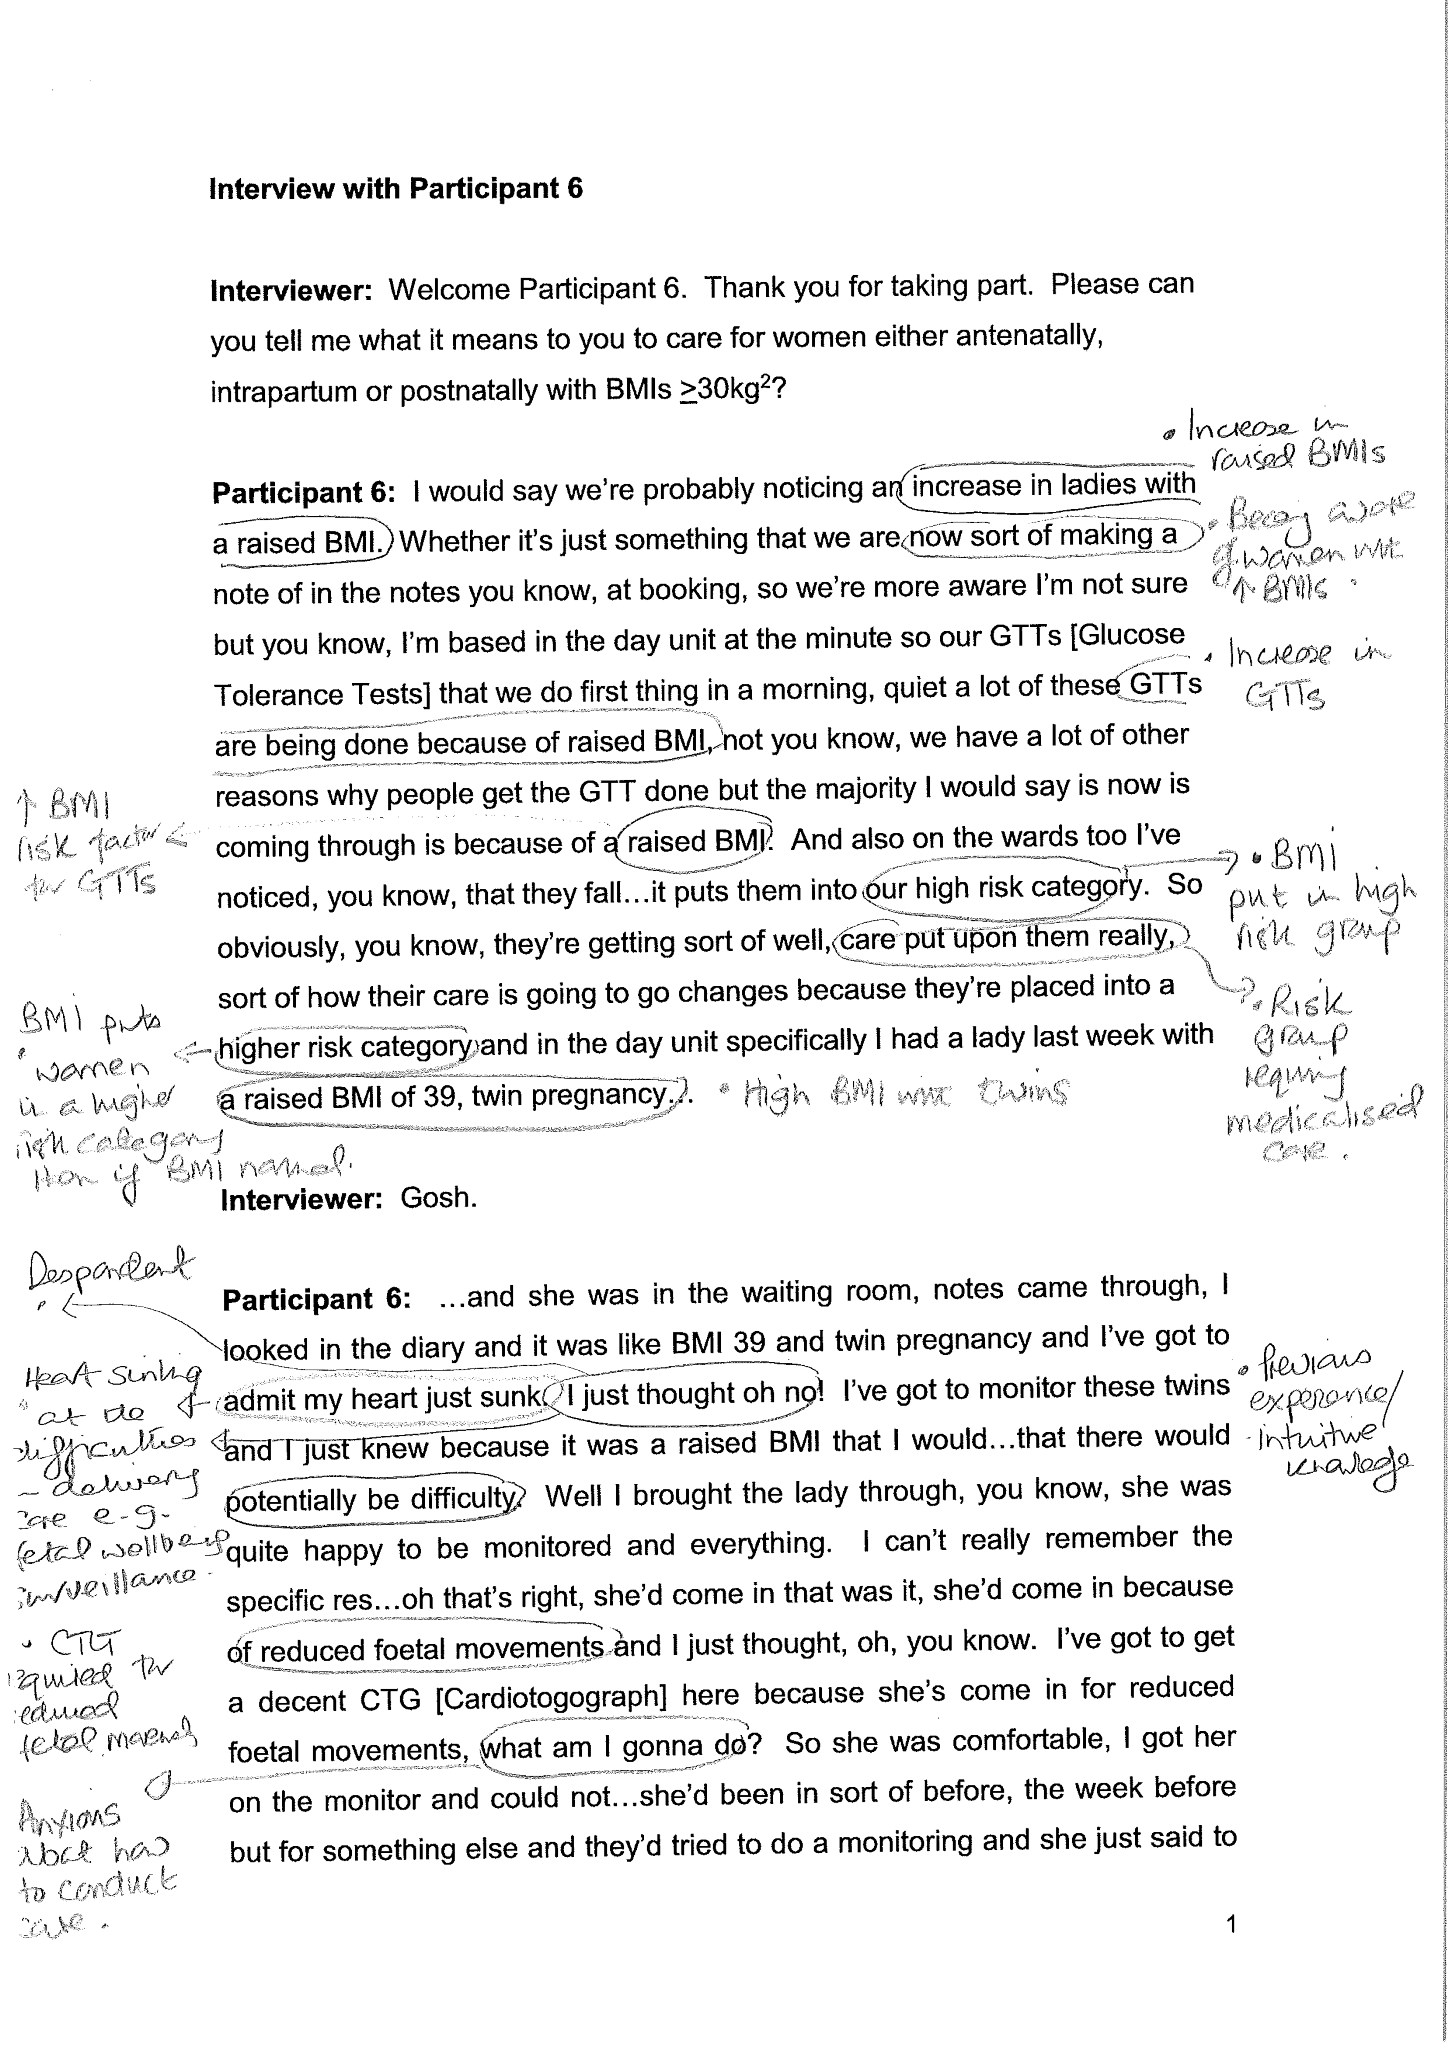 Interview with Participant 6
Interviewer: Welcome Participant 6. Thank you for taking part. Please can
you tell me what it means to you to care for women either antenatally,
intrapartum or postnatally with BMIs ≥30kg²?
• Increase in
raised BMIs
Participant 6: I would say we're probably noticing an increase in ladies with
a raised BMI. Whether it's just something that we are now sort of making a
note of in the notes you know, at booking, so we're more aware I'm not sure
but you know, I'm based in the day unit at the minute so our GTTs [Glucose
Tolerance Tests] that we do first thing in a morning, quiet a lot of these GTTs
are being done because of raised BMI, not you know, we have a lot of other
reasons why people get the GTT done but the majority I would say is now is
coming through is because of a raised BMI. And also on the wards too I've
noticed, you know, that they fall…it puts them into our high risk category. So
obviously, you know, they're getting sort of well, care put upon them really,
sort of how their care is going to go changes because they're placed into a
higher risk category and in the day unit specifically I had a lady last week with
a raised BMI of 39, twin pregnancy.
• High BMI twins
• aware
of women
↑ BMIs
• Increase in
GTTs
• BMI
put in high
risk group
• Risk
group
requiring
medicalised
care.
↑ BMI
risk factor
for GTTs
BMI puts
• women
in a higher
risk category
if BMI normal.
Interviewer: Gosh.
Participant 6: …and she was in the waiting room, notes came through, I
looked in the diary and it was like BMI 39 and twin pregnancy and I've got to
admit my heart just sunk. I just thought oh no! I've got to monitor these twins
and I just knew because it was a raised BMI that I would…that there would
potentially be difficulty. Well I brought the lady through, you know, she was
quite happy to be monitored and everything. I can't really remember the
specific res…oh that's right, she'd come in that was it, she'd come in because
of reduced foetal movements and I just thought, oh, you know. I've got to get
a decent CTG [Cardiotogograph] here because she's come in for reduced
foetal movements, what am I gonna do? So she was comfortable, I got her
on the monitor and could not…she'd been in sort of before, the week before
but for something else and they'd tried to do a monitoring and she just said to
Despondent
Heart sinking
• at the
difficulties
– delivery
care e-g-
fetal wellbeing
surveillance
• CTG
required for
reduced
fetal
Anxious
about how
to conduct
care.
• Previous
experience/
- intuitive
knowledge
1